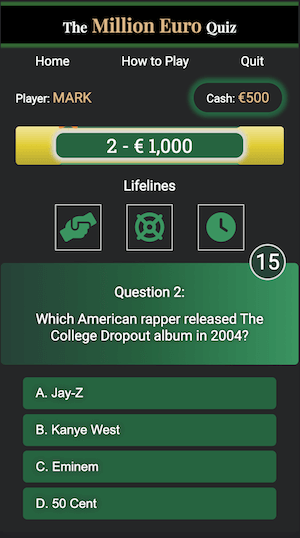 The Million Euro Quiz
Home How to Play Quit
Player: MARK Cash: €500
2 - € 1,000
Lifelines
15
Question 2:
Which American rapper released The
College Dropout album in 2004?
A. Jay-Z
B. Kanye West
C. Eminem
D. 50 Cent